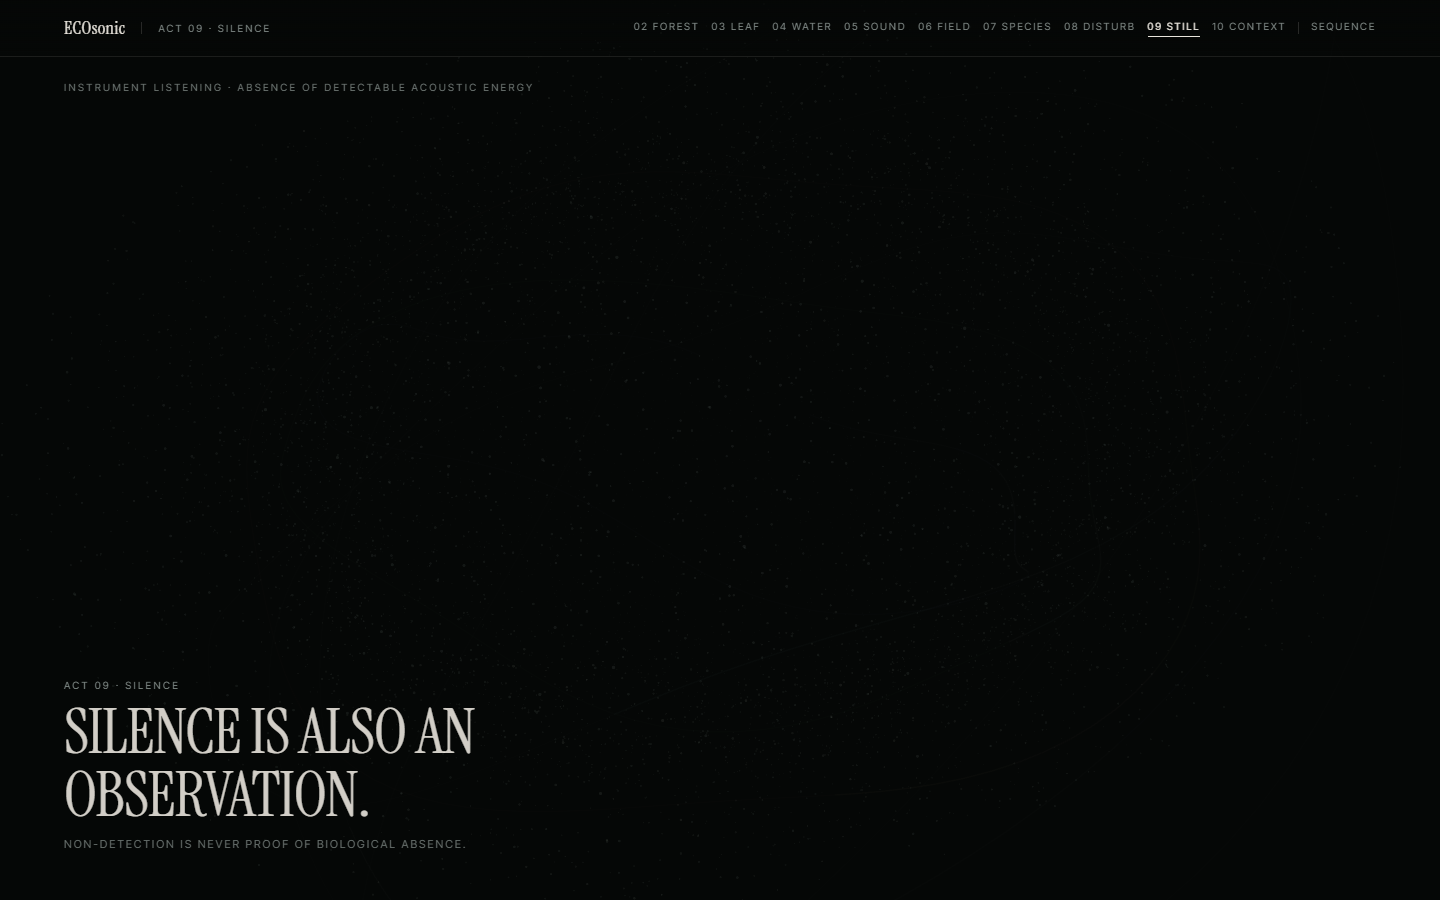 ECOsonic
ACT 09 · SILENCE
02 FOREST 03 LEAF 04 WATER 05 SOUND 06 FIELD 07 SPECIES 08 DISTURB 09 STILL 10 CONTEXT SEQUENCE
INSTRUMENT LISTENING · ABSENCE OF DETECTABLE ACOUSTIC ENERGY
ACT 09 · SILENCE
SILENCE IS ALSO AN
OBSERVATION.
NON-DETECTION IS NEVER PROOF OF BIOLOGICAL ABSENCE.